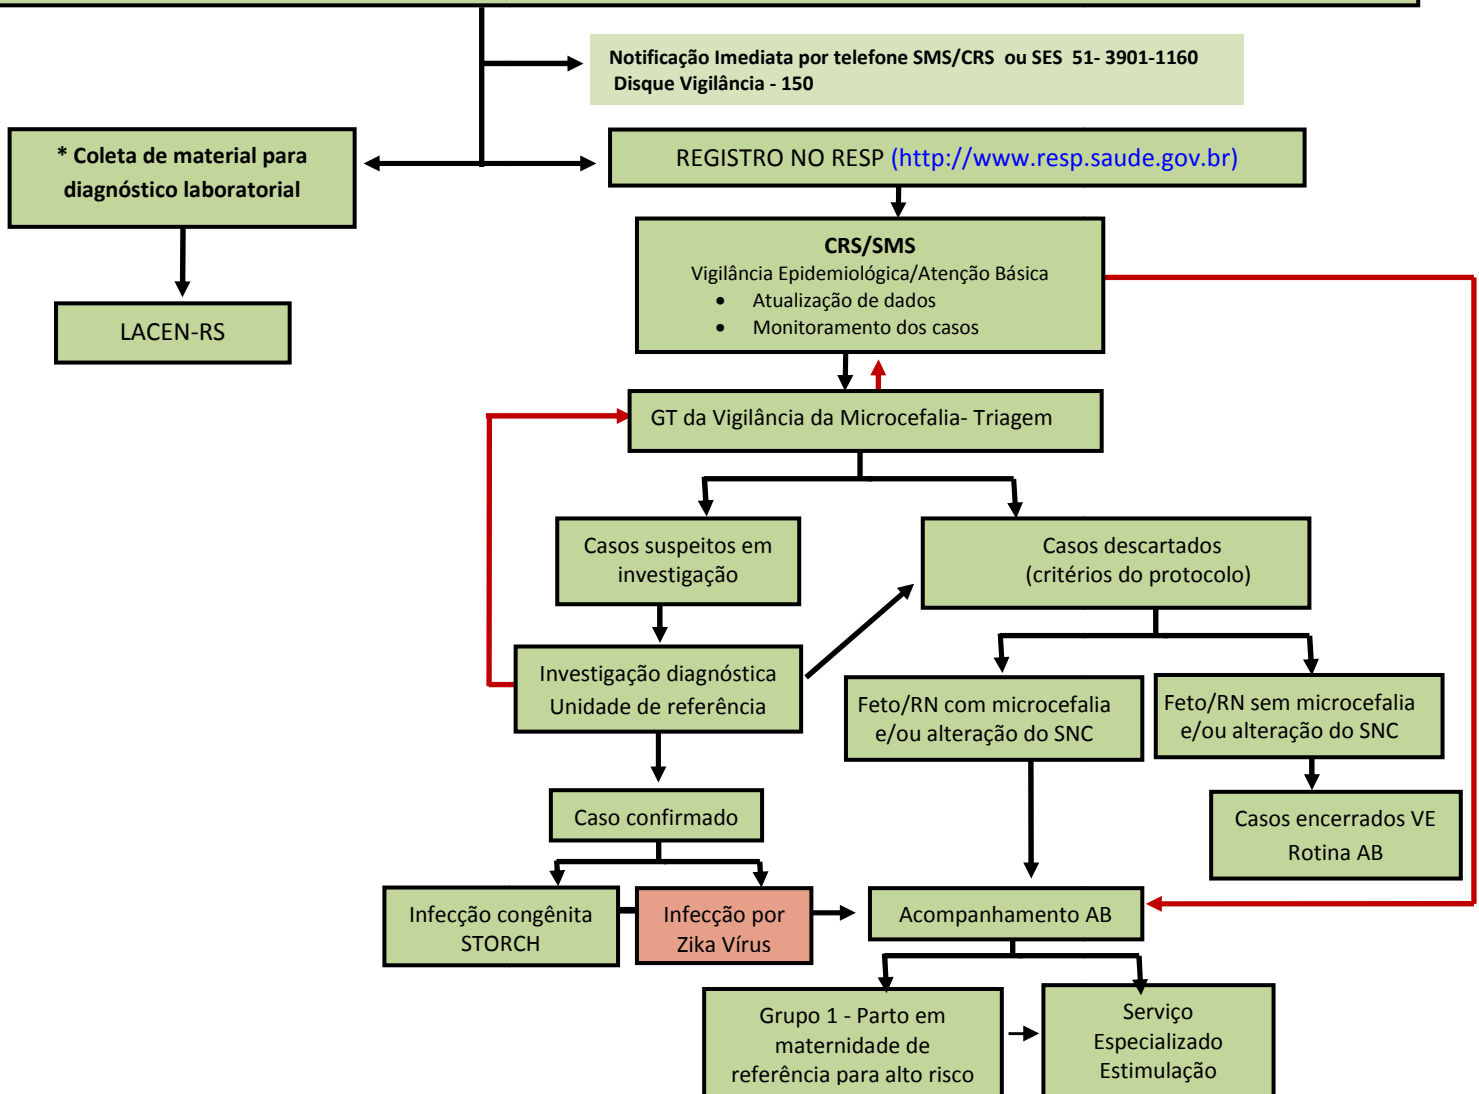 Notificação Imediata por telefone SMS/CRS ou SES 51- 3901-1160
Disque Vigilância - 150
* Coleta de material para
diagnóstico laboratorial
REGISTRO NO RESP (http://www.resp.saude.gov.br)
CRS/SMS
Vigilância Epidemiológica/Atenção Básica
• Atualização de dados
• Monitoramento dos casos
LACEN-RS
GT da Vigilância da Microcefalia- Triagem
Casos suspeitos em
investigação
Casos descartados
(critérios do protocolo)
Investigação diagnóstica
Unidade de referência
Feto/RN com microcefalia
e/ou alteração do SNC
Feto/RN sem microcefalia
e/ou alteração do SNC
Caso confirmado
Casos encerrados VE
Rotina AB
Infecção congênita
STORCH
Infecção por
Zika Vírus
Acompanhamento AB
Grupo 1 - Parto em
maternidade de
referência para alto risco
Serviço
Especializado
Estimulação